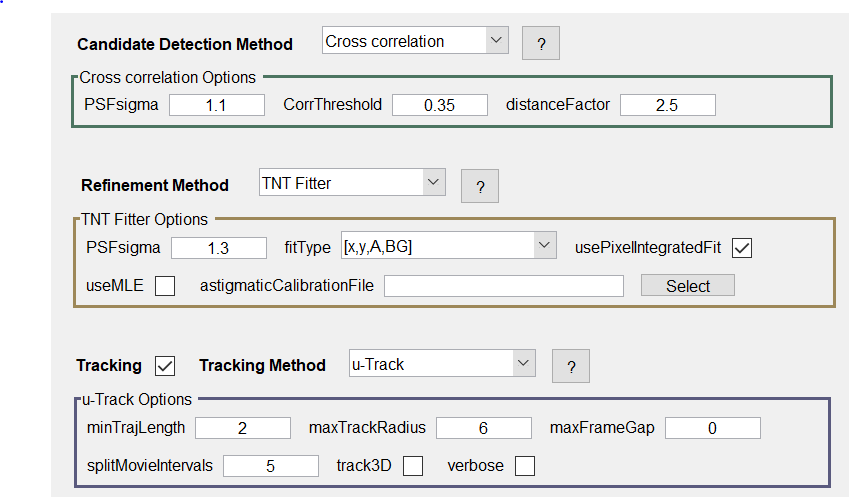 Candidate Detection Method Cross correlation ?
Cross correlation Options
PSFsigma 1.1 CorrThreshold 0.35 distanceFactor 2.5
Refinement Method TNT Fitter ?
TNT Fitter Options
PSFsigma 1.3 fitType [x,y,A,BG] usePixelIntegratedFit
useMLE astigmaticCalibrationFile Select
Tracking Tracking Method u-Track ?
u-Track Options
minTrajLength 2 maxTrackRadius 6 maxFrameGap 0
splitMovieIntervals 5 track3D verbose